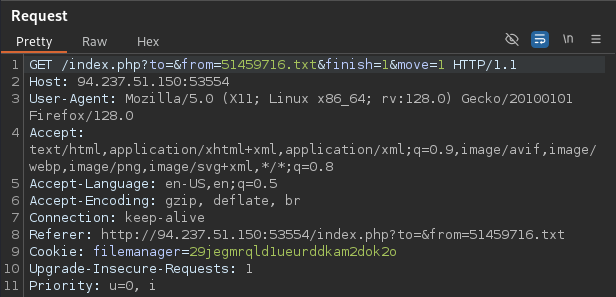 Request
Pretty Raw Hex
\n
1 GET /index.php?to=&from=51459716.txt&finish=1&move=1 HTTP/1.1
2 Host: 94.237.51.150:53554
3 User-Agent: Mozilla/5.0 (X11; Linux x86_64; rv:128.0) Gecko/20100101
Firefox/128.0
4 Accept:
text/html,application/xhtml+xml,application/xml;q=0.9,image/avif,image/
webp,image/png,image/svg+xml,*/*;q=0.8
5 Accept-Language: en-US,en;q=0.5
6 Accept-Encoding: gzip, deflate, br
7 Connection: keep-alive
8 Referer: http://94.237.51.150:53554/index.php?to=&from=51459716.txt
9 Cookie: filemanager=29jegmrqld1ueurddkam2dok2o
10 Upgrade-Insecure-Requests: 1
11 Priority: u=0, i